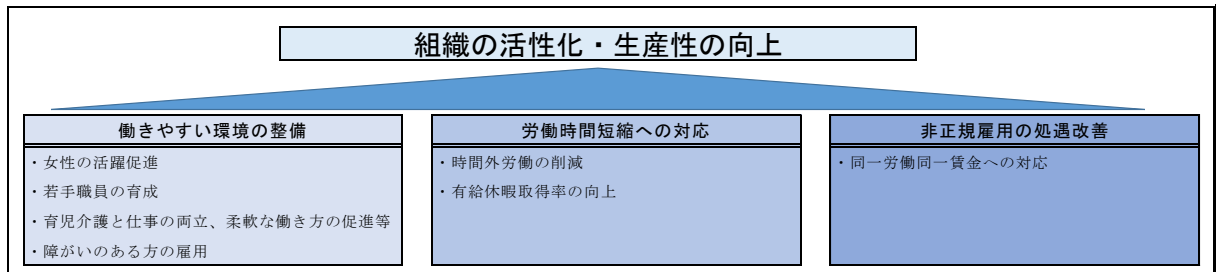 組織の活性化・生産性の向上
働きやすい環境の整備
・女性の活躍促進
・若手職員の育成
・育児介護と仕事の両立、柔軟な働き方の促進等
・障がいのある方の雇用
労働時間短縮への対応
・時間外労働の削減
・有給休暇取得率の向上
非正規雇用の処遇改善
・同一労働同一賃金への対応